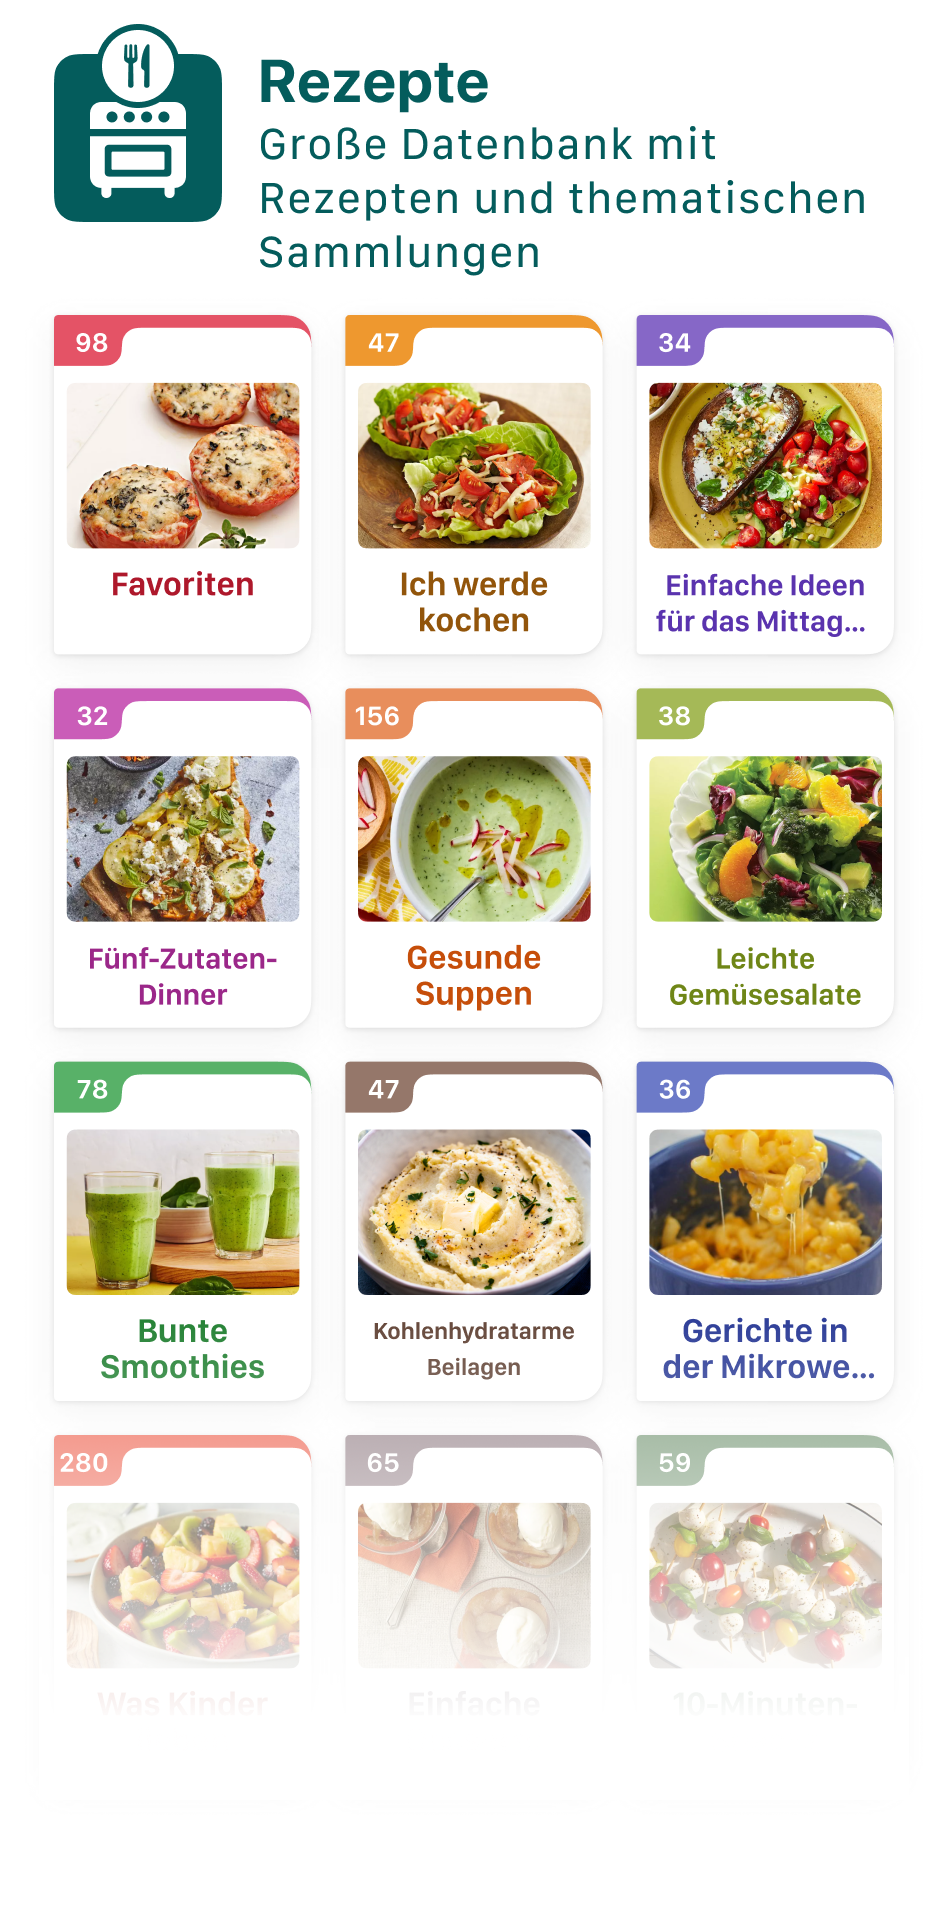 Rezepte
Große Datenbank mit
Rezepten und thematischen
Sammlungen
98
47
34
Favoriten
Ich werde
kochen
Einfache Ideen
für das Mittag...
32
156
38
Fünf-Zutaten-
Dinner
Gesunde
Suppen
Leichte
Gemüsesalate
78
47
36
Bunte
Smoothies
Kohlenhydratarme
Beilagen
Gerichte in
der Mikrowe...
280
65
59
Was Kinder
Einfache
10-Minuten-